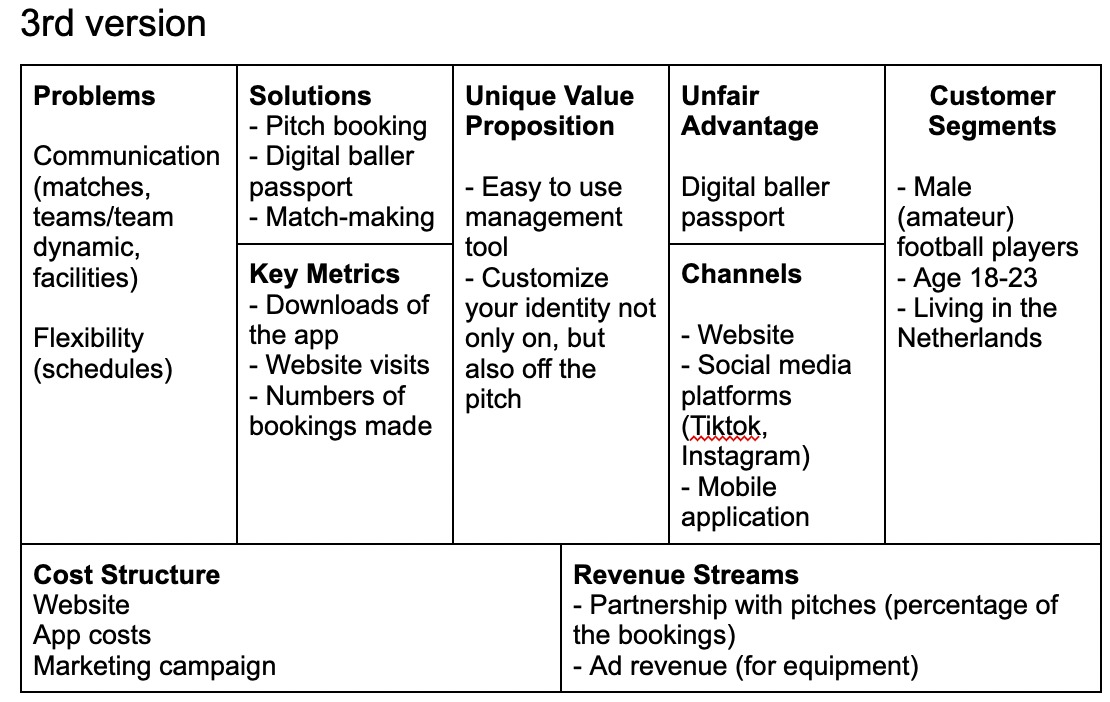 3rd version
Problems
Communication
(matches,
teams/team
dynamic,
facilities)
Flexibility
(schedules)
Solutions
- Pitch booking
- Digital baller
passport
- Match-making
Key Metrics
- Downloads of
the app
- Website visits
- Numbers of
bookings made
Unique Value
Proposition
- Easy to use
management
tool
- Customize
your identity not
only on, but
also off the
pitch
Unfair
Advantage
Digital baller
passport
Channels
- Website
- Social media
platforms
(Tiktok,
Instagram)
- Mobile
application
Customer
Segments
- Male
(amateur)
football players
- Age 18-23
- Living in the
Netherlands
Cost Structure
Website
App costs
Marketing campaign
Revenue Streams
- Partnership with pitches (percentage of
the bookings)
- Ad revenue (for equipment)